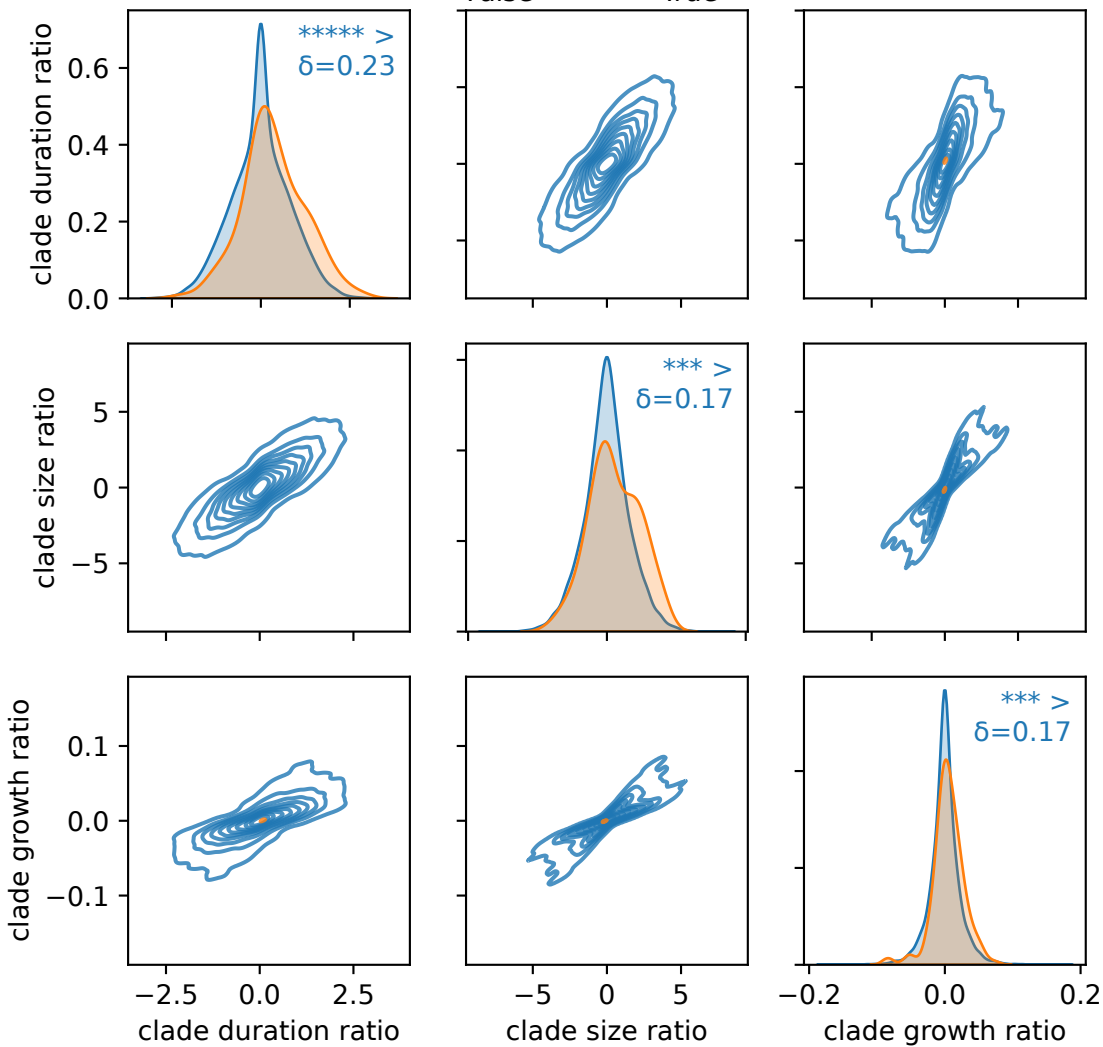 ***** >
δ=0.23
clade duration ratio
0.6
0.4
0.2
0.0
*** >
δ=0.17
clade size ratio
5
0
−5
*** >
δ=0.17
clade growth ratio
0.1
0.0
−0.1
−2.5 0.0 2.5 −5 0 5 −0.2 0.0 0.2
clade duration ratio clade size ratio clade growth ratio